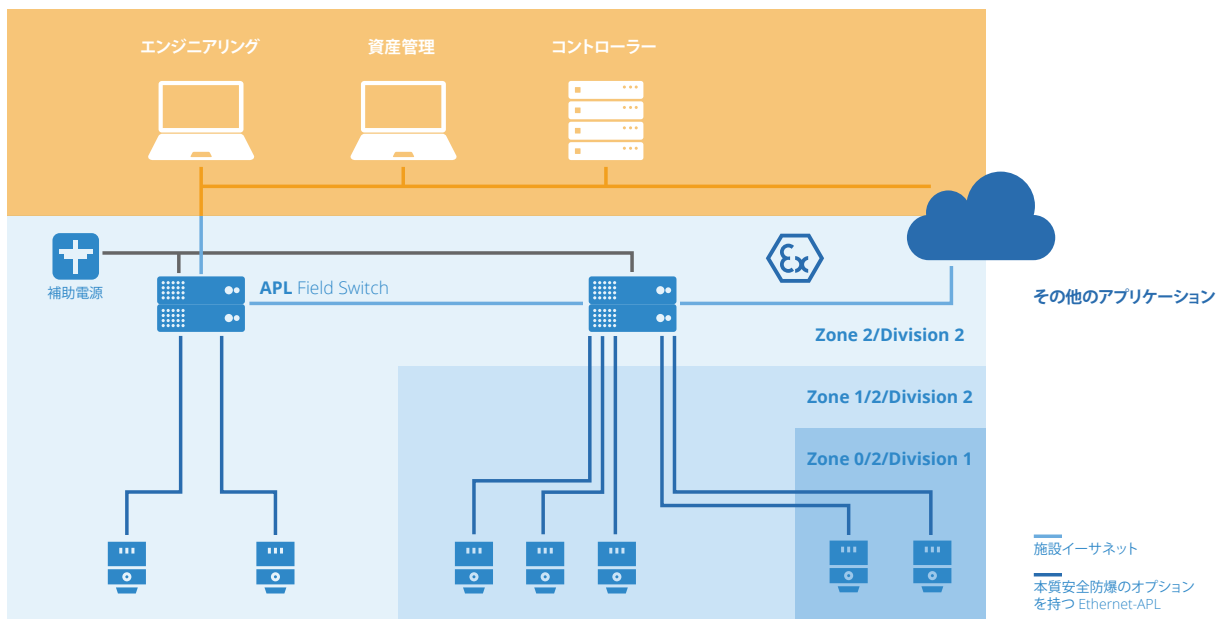 エンジニアリング
資産管理
コントローラー
補助電源
APL Field Switch
Ex
その他のアプリケーション
Zone 2/Division 2
Zone 1/2/Division 2
Zone 0/2/Division 1
施設イーサネット
本質安全防爆のオプション
を持つ Ethernet-APL